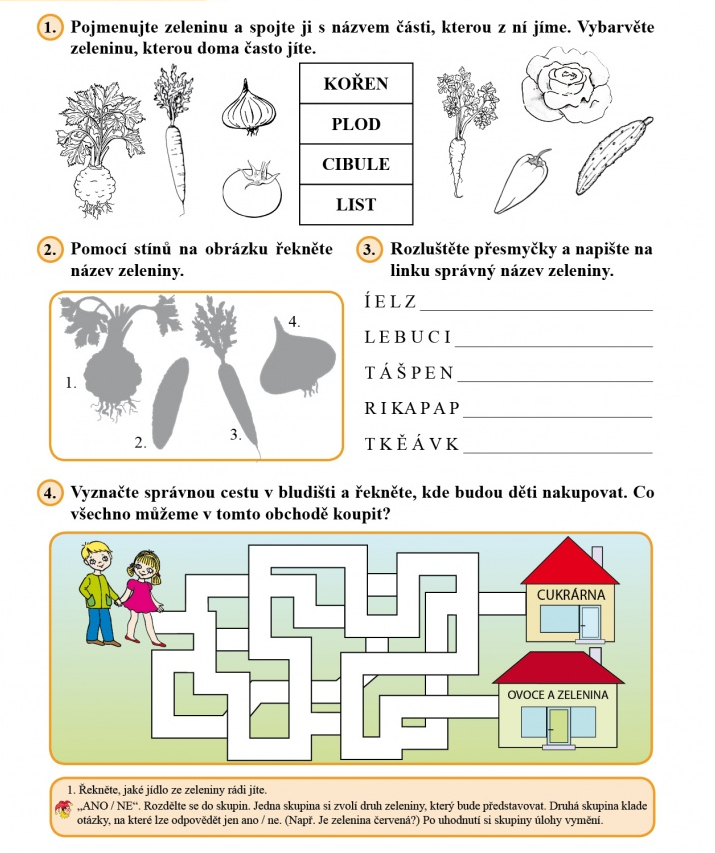 1. Pojmenujte zeleninu a spojte ji s názvem části, kterou z ní jíme. Vybarvěte
zeleninu, kterou doma často jíte.
KOŘEN
PLOD
CIBULE
LIST
2. Pomocí stínů na obrázku řekněte
název zeleniny.
1.
2.
3.
4.
3. Rozluštěte přesmyčky a napište na
linku správný název zeleniny.
Í E L Z
L E B U C I
T Á Š P E N
R I K A P A P
T K Ě Á V K
4. Vyznačte správnou cestu v bludišti a řekněte, kde budou děti nakupovat. Co
všechno můžeme v tomto obchodě koupit?
CUKRÁRNA
OVOCE A ZELENINA
1. Řekněte, jaké jídlo ze zeleniny rádi jíte.
„ANO / NE“. Rozdělte se do skupin. Jedna skupina si zvolí druh zeleniny, který bude představovat. Druhá skupina klade
otázky, na které lze odpovědět jen ano / ne. (Např. Je zelenina červená?) Po uhodnutí si skupiny úlohy vymění.